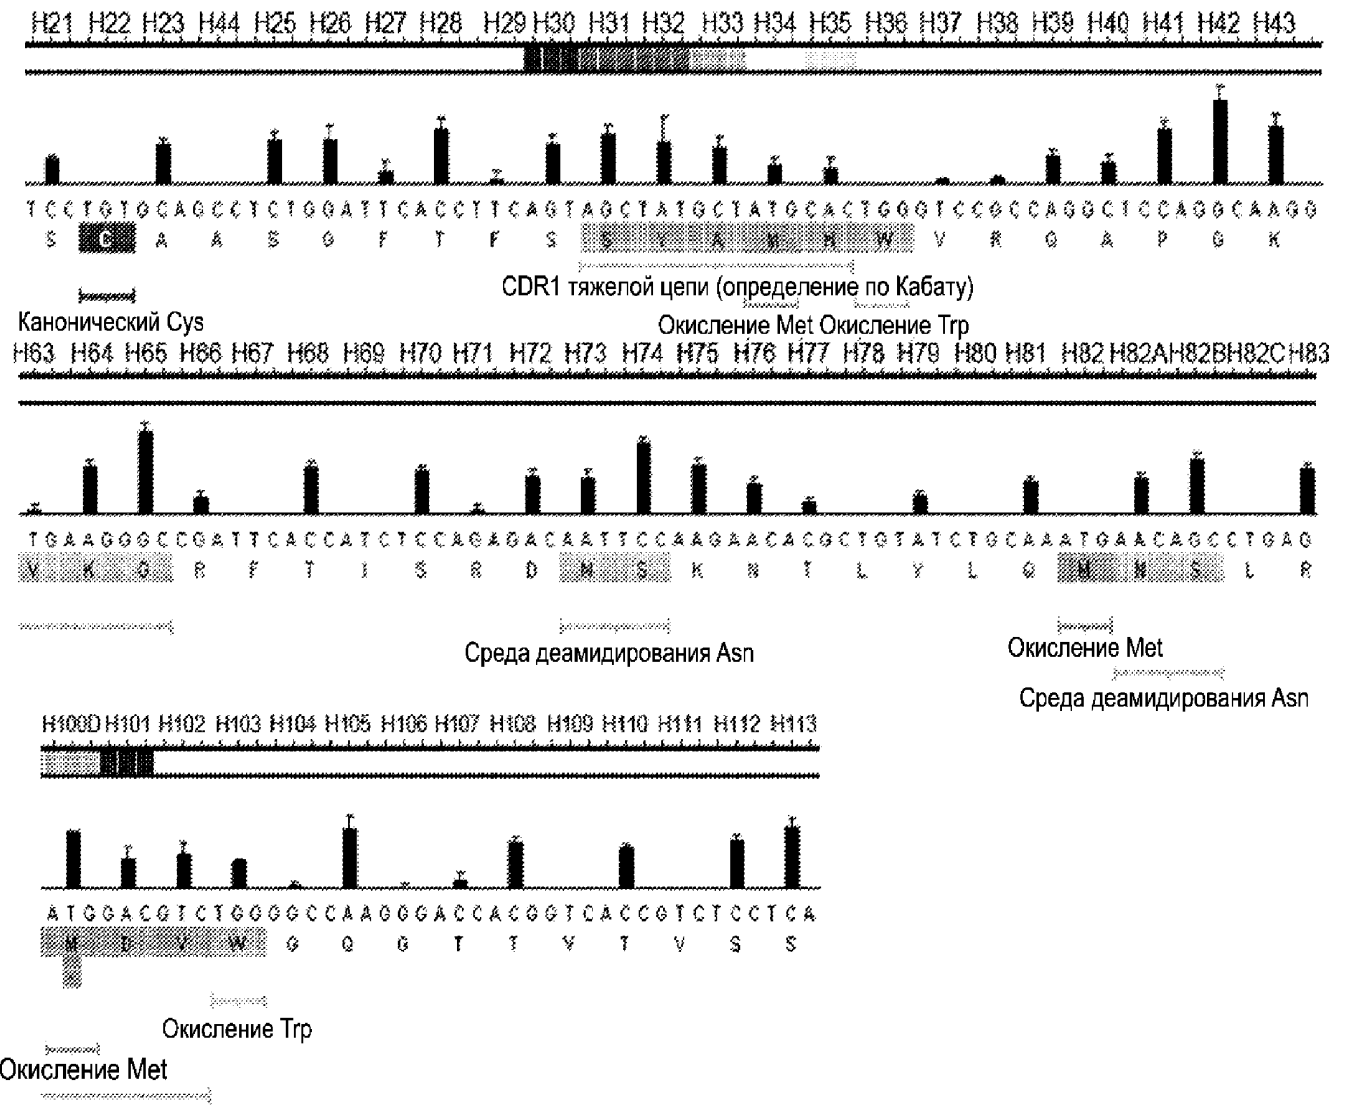 H21 H22 H23 H44 H25 H26 H27 H28 H29 H30 H31 H32 H33 H34 H35 H36 H37 H38 H39 H40 H41 H42 H43
TCCTGTGCAGCCTCTGGATTCACCTTCAGTAGCTATGCTATGCACTGGGTCCGCCAGGCTCCAGGCAAGG
S C A A S G F T F S S Y A M H W V R Q A P G K
CDR1 тяжелой цепи (определение по Кабату)
Канонический Cys
Окисление Met Окисление Trp
H63 H64 H65 H66 H67 H68 H69 H70 H71 H72 H73 H74 H75 H76 H77 H78 H79 H80 H81 H82 H82A H82B H82C H83
TGAAGGGCCGATTCACCATCTCCAGAGACAATTCCAAGAACACGCTGTATCTGCAAATGAACAGCCTGAG
V K G R F T I S R D N S K N T L Y L Q M N S L R
Среда деамидирования Asn
Окисление Met
Среда деамидирования Asn
H100D H101 H102 H103 H104 H105 H106 H107 H108 H109 H110 H111 H112 H113
ATGGACGTCTGGGGCCAAGGGACCACGGTCACCGTCTCCTCA
M D V W G Q G T T V T V S S
Окисление Trp
Окисление Met